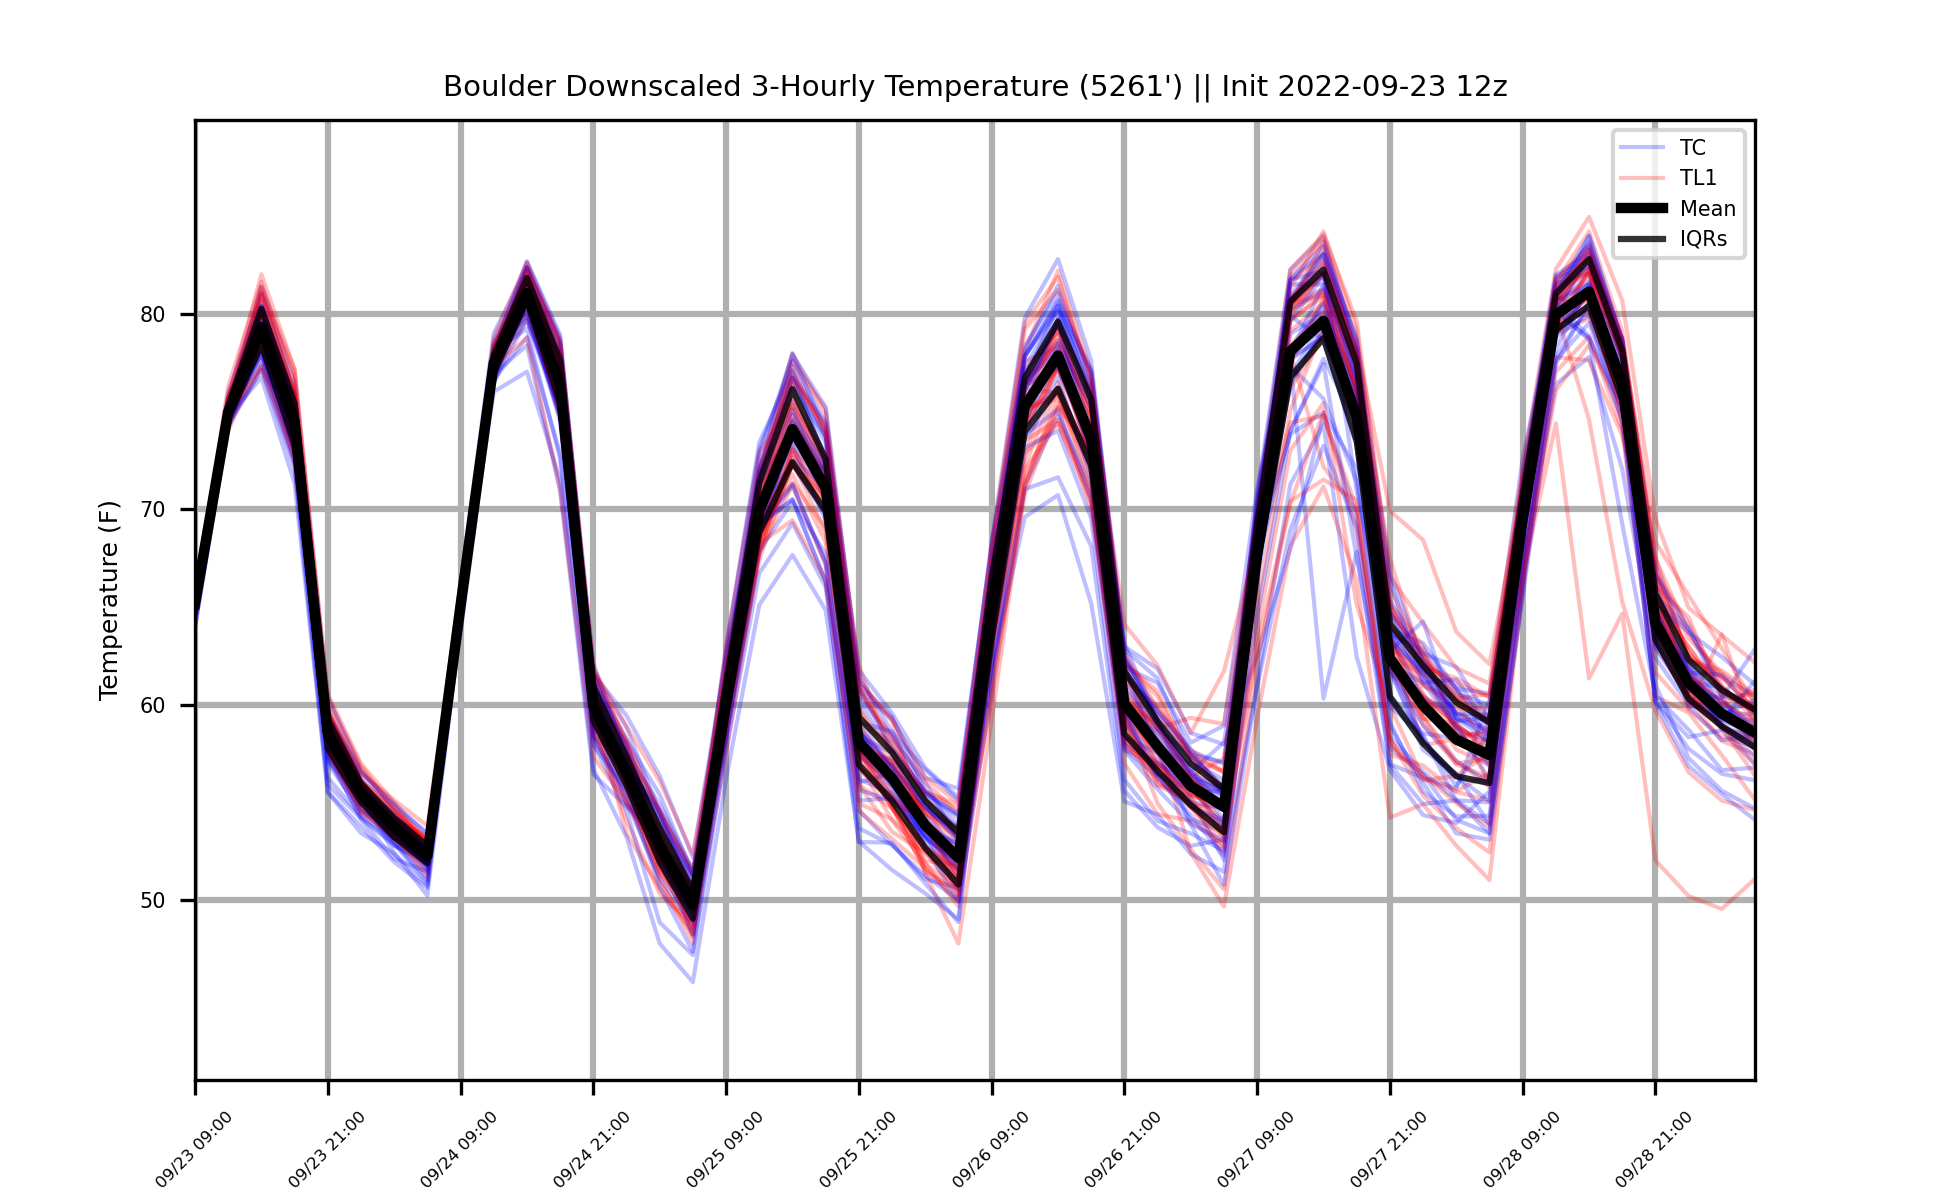 Boulder Downscaled 3-Hourly Temperature (5261') || Init 2022-09-23 12z
TC
TL1
Mean
IQRs
Temperature (F)
80
70
60
50
09/23 09:00
09/23 21:00
09/24 09:00
09/24 21:00
09/25 09:00
09/25 21:00
09/26 09:00
09/26 21:00
09/27 09:00
09/27 21:00
09/28 09:00
09/28 21:00